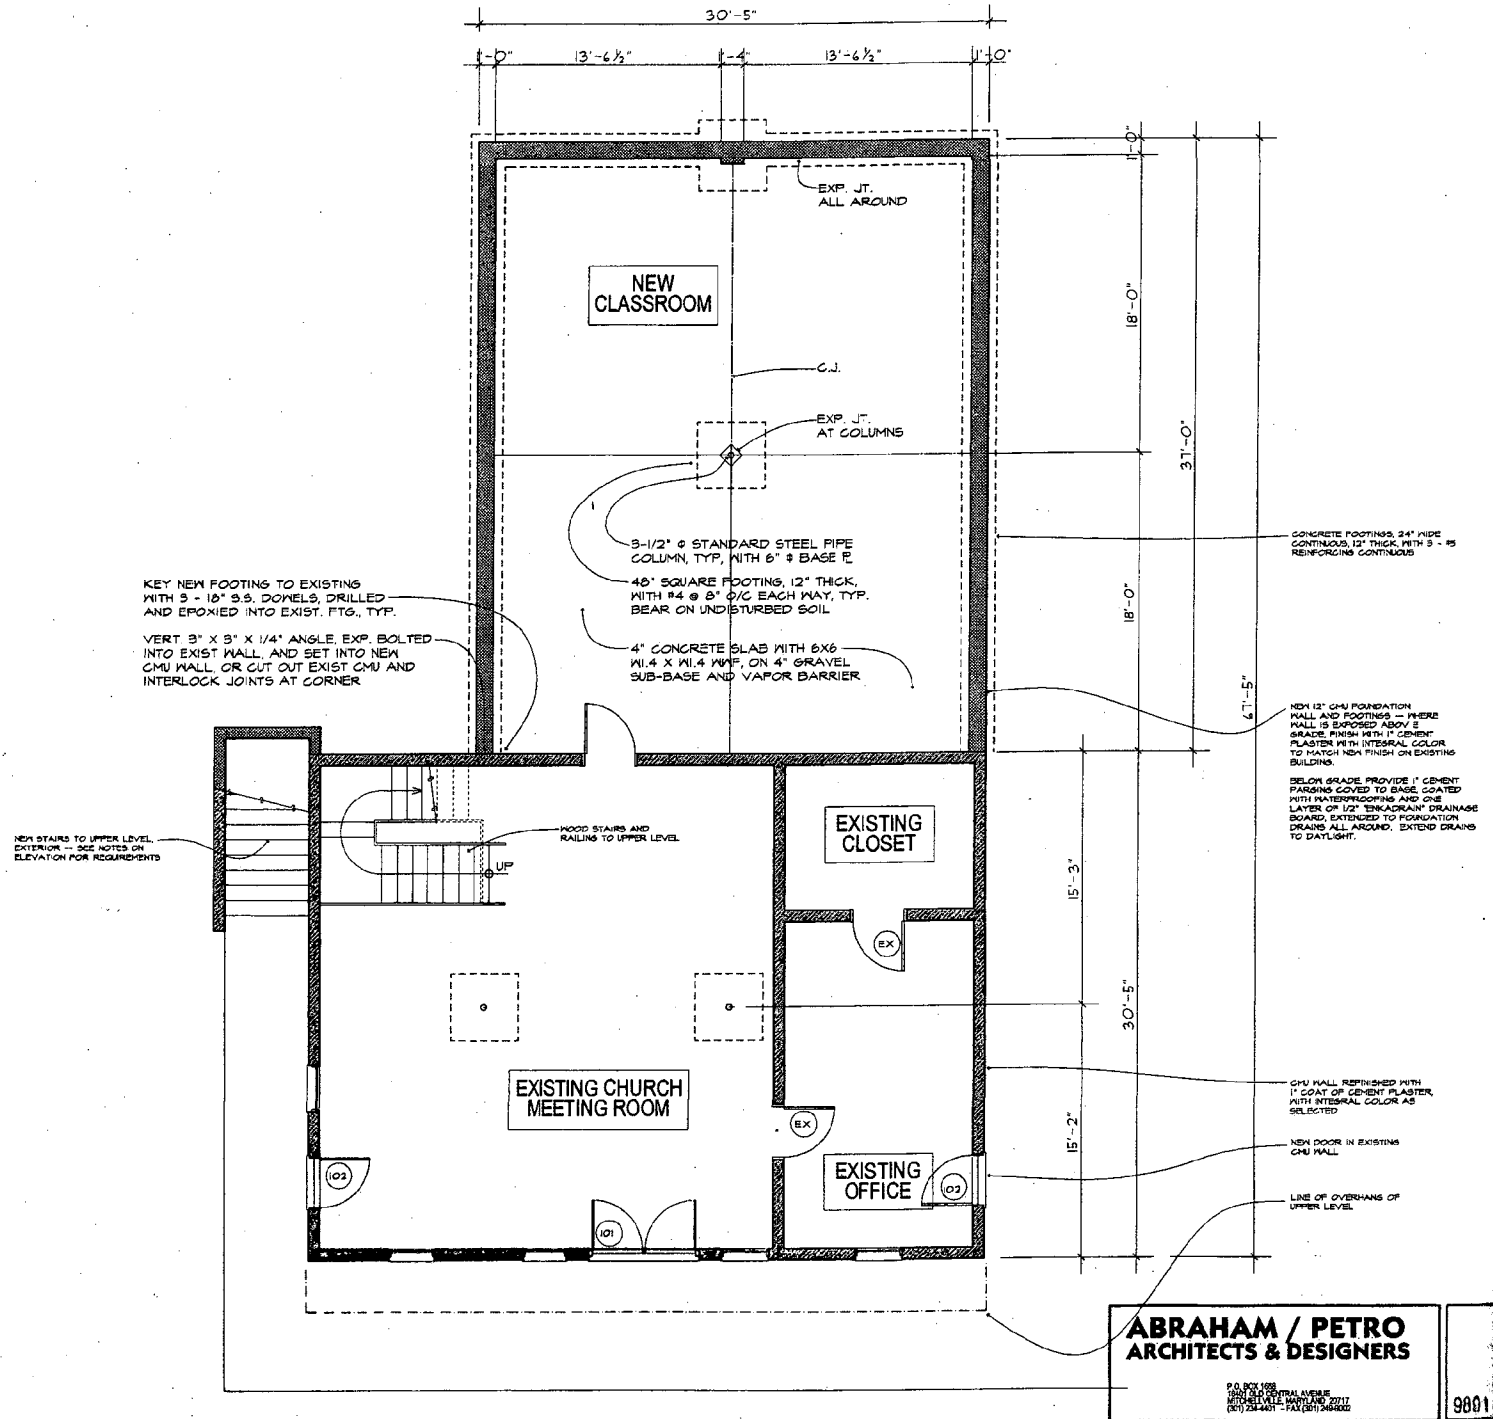 30'-5"
1'-0"
13'-6½"
1'-4"
13'-6½"
1'-0"
1'-0"
EXP. JT.
ALL AROUND
NEW
CLASSROOM
18'-0"
C.J.
EXP. JT.
AT COLUMNS
37'-0"
3-1/2" ⌀ STANDARD STEEL PIPE
COLUMN, TYP, WITH 6" BASE
48" SQUARE FOOTING, 12" THICK,
WITH #4 @ 8" O/C EACH WAY, TYP.
BEAR ON UNDISTURBED SOIL
4" CONCRETE SLAB WITH 6X6
W1.4 X W1.4 WWF, ON 4" GRAVEL
SUB-BASE AND VAPOR BARRIER
CONCRETE FOOTINGS, 24" WIDE
CONTINUOUS, 12" THICK, WITH 3 - #5
REINFORCING CONTINUOUS
18'-0"
67'-5"
KEY NEW FOOTING TO EXISTING
WITH 3 - 18" S.S. DOWELS, DRILLED
AND EPOXIED INTO EXIST. FTG., TYP.
VERT 3" X 3" X 1/4" ANGLE, EXP. BOLTED
INTO EXIST WALL, AND SET INTO NEW
CMU WALL, OR CUT OUT EXIST CMU AND
INTERLOCK JOINTS AT CORNER
NEW 12" CMU FOUNDATION
WALL AND FOOTINGS — WHERE
WALL IS EXPOSED ABOVE
GRADE, FINISH WITH 1" CEMENT
PLASTER WITH INTEGRAL COLOR
TO MATCH NEW FINISH ON EXISTING
BUILDING.
BELOW GRADE, PROVIDE 1" CEMENT
PARGING COVED TO BASE, COATED
WITH WATERPROOFING AND ONE
LAYER OF 1/2" "ENKADRAIN" DRAINAGE
BOARD, EXTENDED TO FOUNDATION
DRAINS ALL AROUND. EXTEND DRAINS
TO DAYLIGHT.
NEW STAIRS TO UPPER LEVEL,
EXTERIOR — SEE NOTES ON
ELEVATION FOR REQUIREMENTS
WOOD STAIRS AND
RAILING TO UPPER LEVEL
UP
EXISTING
CLOSET
15'-3"
EX
30'-5"
EXISTING CHURCH
MEETING ROOM
EX
15'-2"
CMU WALL REFINISHED WITH
1" COAT OF CEMENT PLASTER,
WITH INTEGRAL COLOR AS
SELECTED
NEW DOOR IN EXISTING
CMU WALL
102
EXISTING
OFFICE
102
LINE OF OVERHANG OF
UPPER LEVEL
101
ABRAHAM / PETRO
ARCHITECTS & DESIGNERS
P.O. BOX 1658
OLD CENTRAL AVENUE
MITCHELLVILLE, MARYLAND 20717
9801